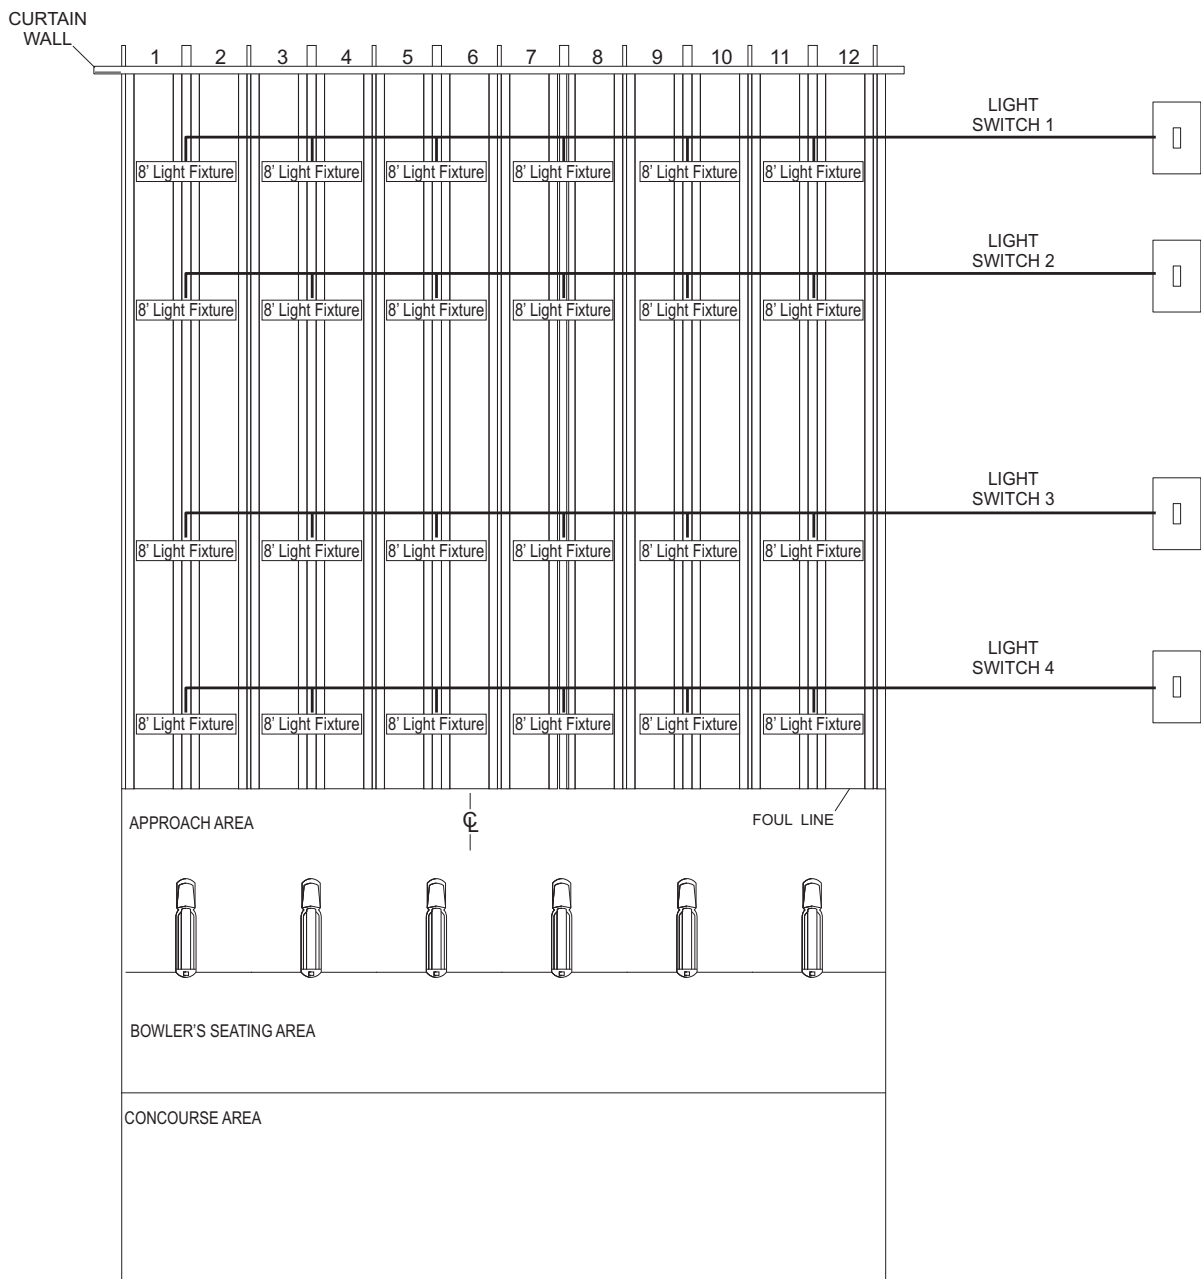 CURTAIN
WALL
1 2 3 4 5 6 7 8 9 10 11 12
LIGHT
SWITCH 1
8' Light Fixture 8' Light Fixture 8' Light Fixture 8' Light Fixture 8' Light Fixture 8' Light Fixture
LIGHT
SWITCH 2
8' Light Fixture 8' Light Fixture 8' Light Fixture 8' Light Fixture 8' Light Fixture 8' Light Fixture
LIGHT
SWITCH 3
8' Light Fixture 8' Light Fixture 8' Light Fixture 8' Light Fixture 8' Light Fixture 8' Light Fixture
LIGHT
SWITCH 4
8' Light Fixture 8' Light Fixture 8' Light Fixture 8' Light Fixture 8' Light Fixture 8' Light Fixture
APPROACH AREA
CL
FOUL LINE
BOWLER'S SEATING AREA
CONCOURSE AREA